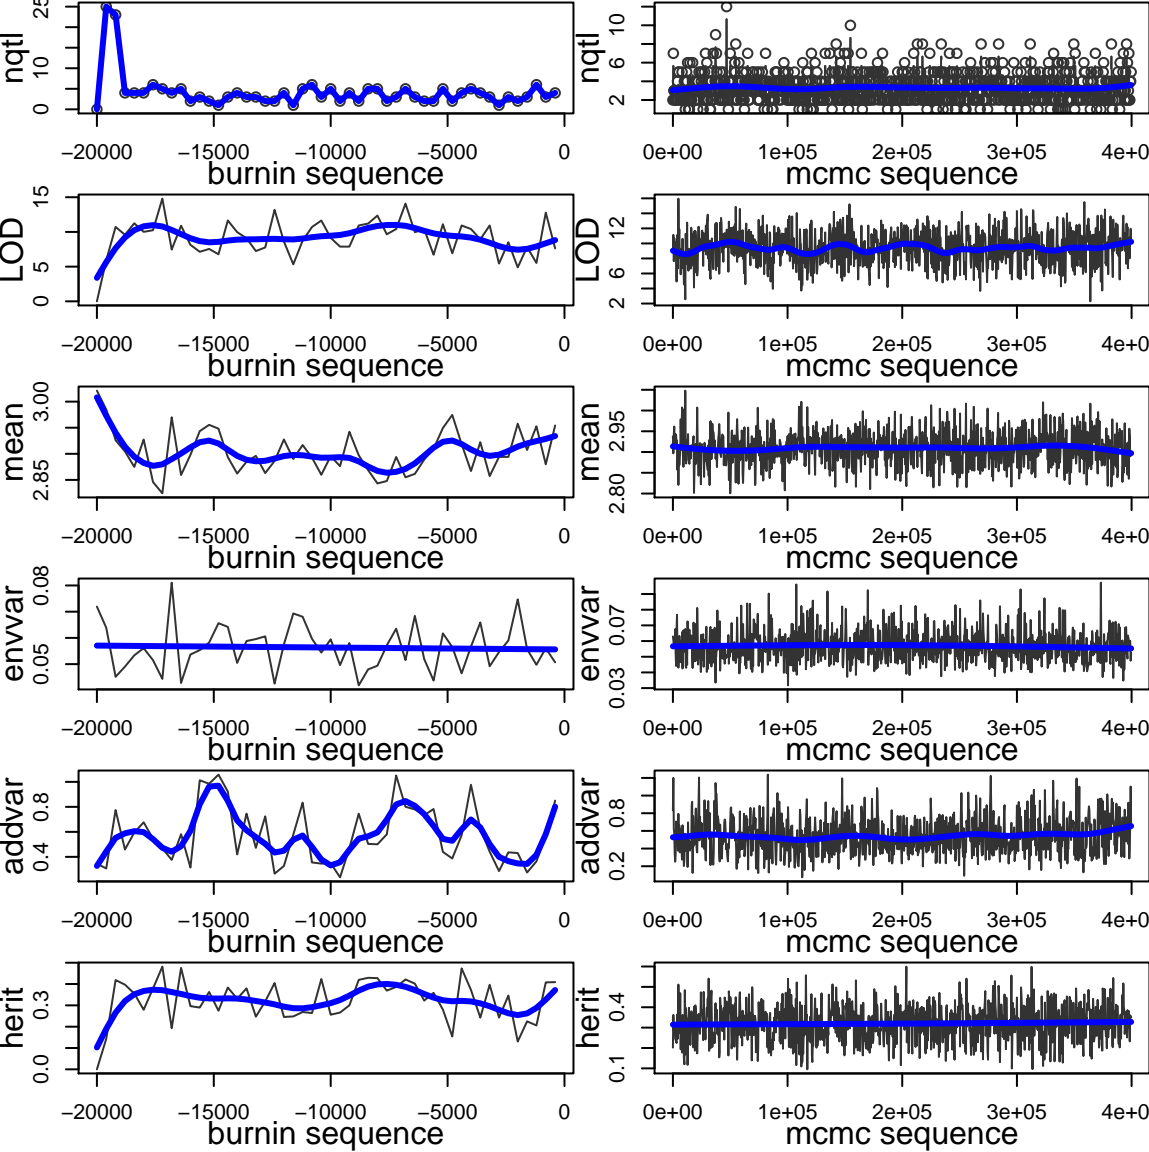 nqtl
0 10 25
−20000 −15000 −10000 −5000 0
burnin sequence
nqtl
2 6 10
0e+00 1e+05 2e+05 3e+05 4e+0
mcmc sequence
LOD
0 5 15
−20000 −15000 −10000 −5000 0
burnin sequence
LOD
2 6 12
0e+00 1e+05 2e+05 3e+05 4e+0
mcmc sequence
mean
2.85 3.00
−20000 −15000 −10000 −5000 0
burnin sequence
mean
2.80 2.95
0e+00 1e+05 2e+05 3e+05 4e+0
mcmc sequence
envvar
0.05 0.08
−20000 −15000 −10000 −5000 0
burnin sequence
envvar
0.03 0.07
0e+00 1e+05 2e+05 3e+05 4e+0
mcmc sequence
addvar
0.4 0.8
−20000 −15000 −10000 −5000 0
burnin sequence
addvar
0.2 0.8
0e+00 1e+05 2e+05 3e+05 4e+0
mcmc sequence
herit
0.0 0.3
−20000 −15000 −10000 −5000 0
burnin sequence
herit
0.1 0.4
0e+00 1e+05 2e+05 3e+05 4e+0
mcmc sequence